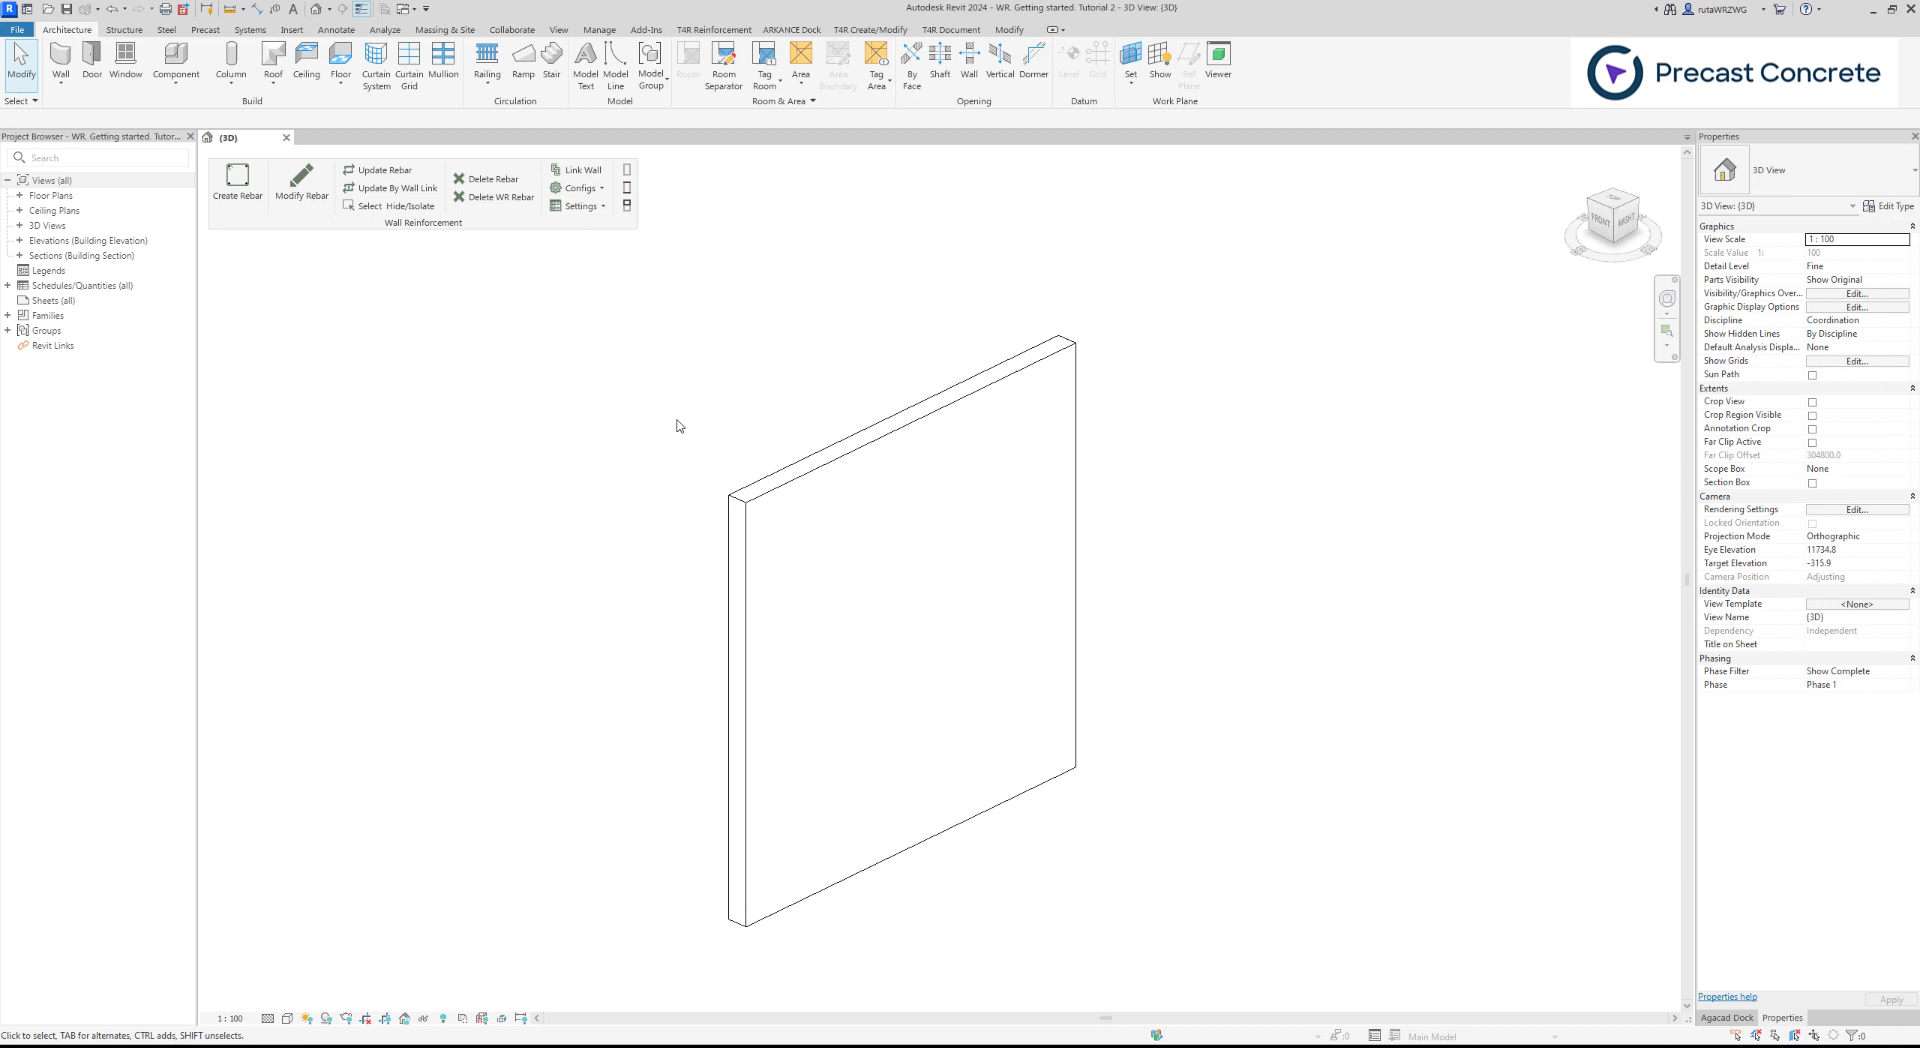 Autodesk Revit 2024 - WR. Getting started. Tutorial 2 - 3D View: {3D}
rutaWRZWG
File Architecture Structure Steel Precast Systems Insert Annotate Analyze Massing & Site Collaborate View Manage Add-Ins T4R Reinforcement ARKANCE Dock T4R Create/Modify T4R Document Modify
Modify
Wall
Door
Window
Component
Column
Roof
Ceiling
Floor
Curtain System
Curtain Grid
Mullion
Railing
Ramp
Stair
Model Text
Model Line
Model Group
Room
Room Separator
Tag Room
Area
Area Boundary
Tag Area
By Face
Shaft
Wall
Vertical
Dormer
Level
Grid
Set
Show
Ref Plane
Viewer
Select
Build
Circulation
Model
Room & Area
Opening
Datum
Work Plane
Precast Concrete
Project Browser - WR. Getting started. Tutor...
Search
Views (all)
Floor Plans
Ceiling Plans
3D Views
Elevations (Building Elevation)
Sections (Building Section)
Legends
Schedules/Quantities (all)
Sheets (all)
Families
Groups
Revit Links
{3D}
Create Rebar
Modify Rebar
Update Rebar
Update By Wall Link
Select Hide/Isolate
Delete Rebar
Delete WR Rebar
Link Wall
Configs
Settings
Wall Reinforcement
TOP
FRONT
RIGHT
Properties
3D View
3D View: {3D}
Edit Type
Graphics
View Scale 1 : 100
Scale Value 1: 100
Detail Level Fine
Parts Visibility Show Original
Visibility/Graphics Over... Edit...
Graphic Display Options Edit...
Discipline Coordination
Show Hidden Lines By Discipline
Default Analysis Displa... None
Show Grids Edit...
Sun Path
Extents
Crop View
Crop Region Visible
Annotation Crop
Far Clip Active
Far Clip Offset 304800.0
Scope Box None
Section Box
Camera
Rendering Settings Edit...
Locked Orientation
Projection Mode Orthographic
Eye Elevation 11734.8
Target Elevation -315.9
Camera Position Adjusting
Identity Data
View Template <None>
View Name {3D}
Dependency Independent
Title on Sheet
Phasing
Phase Filter Show Complete
Phase Phase 1
Properties help
Apply
Agacad Dock Properties
1 : 100
Click to select, TAB for alternates, CTRL adds, SHIFT unselects.
:0
Main Model
:0